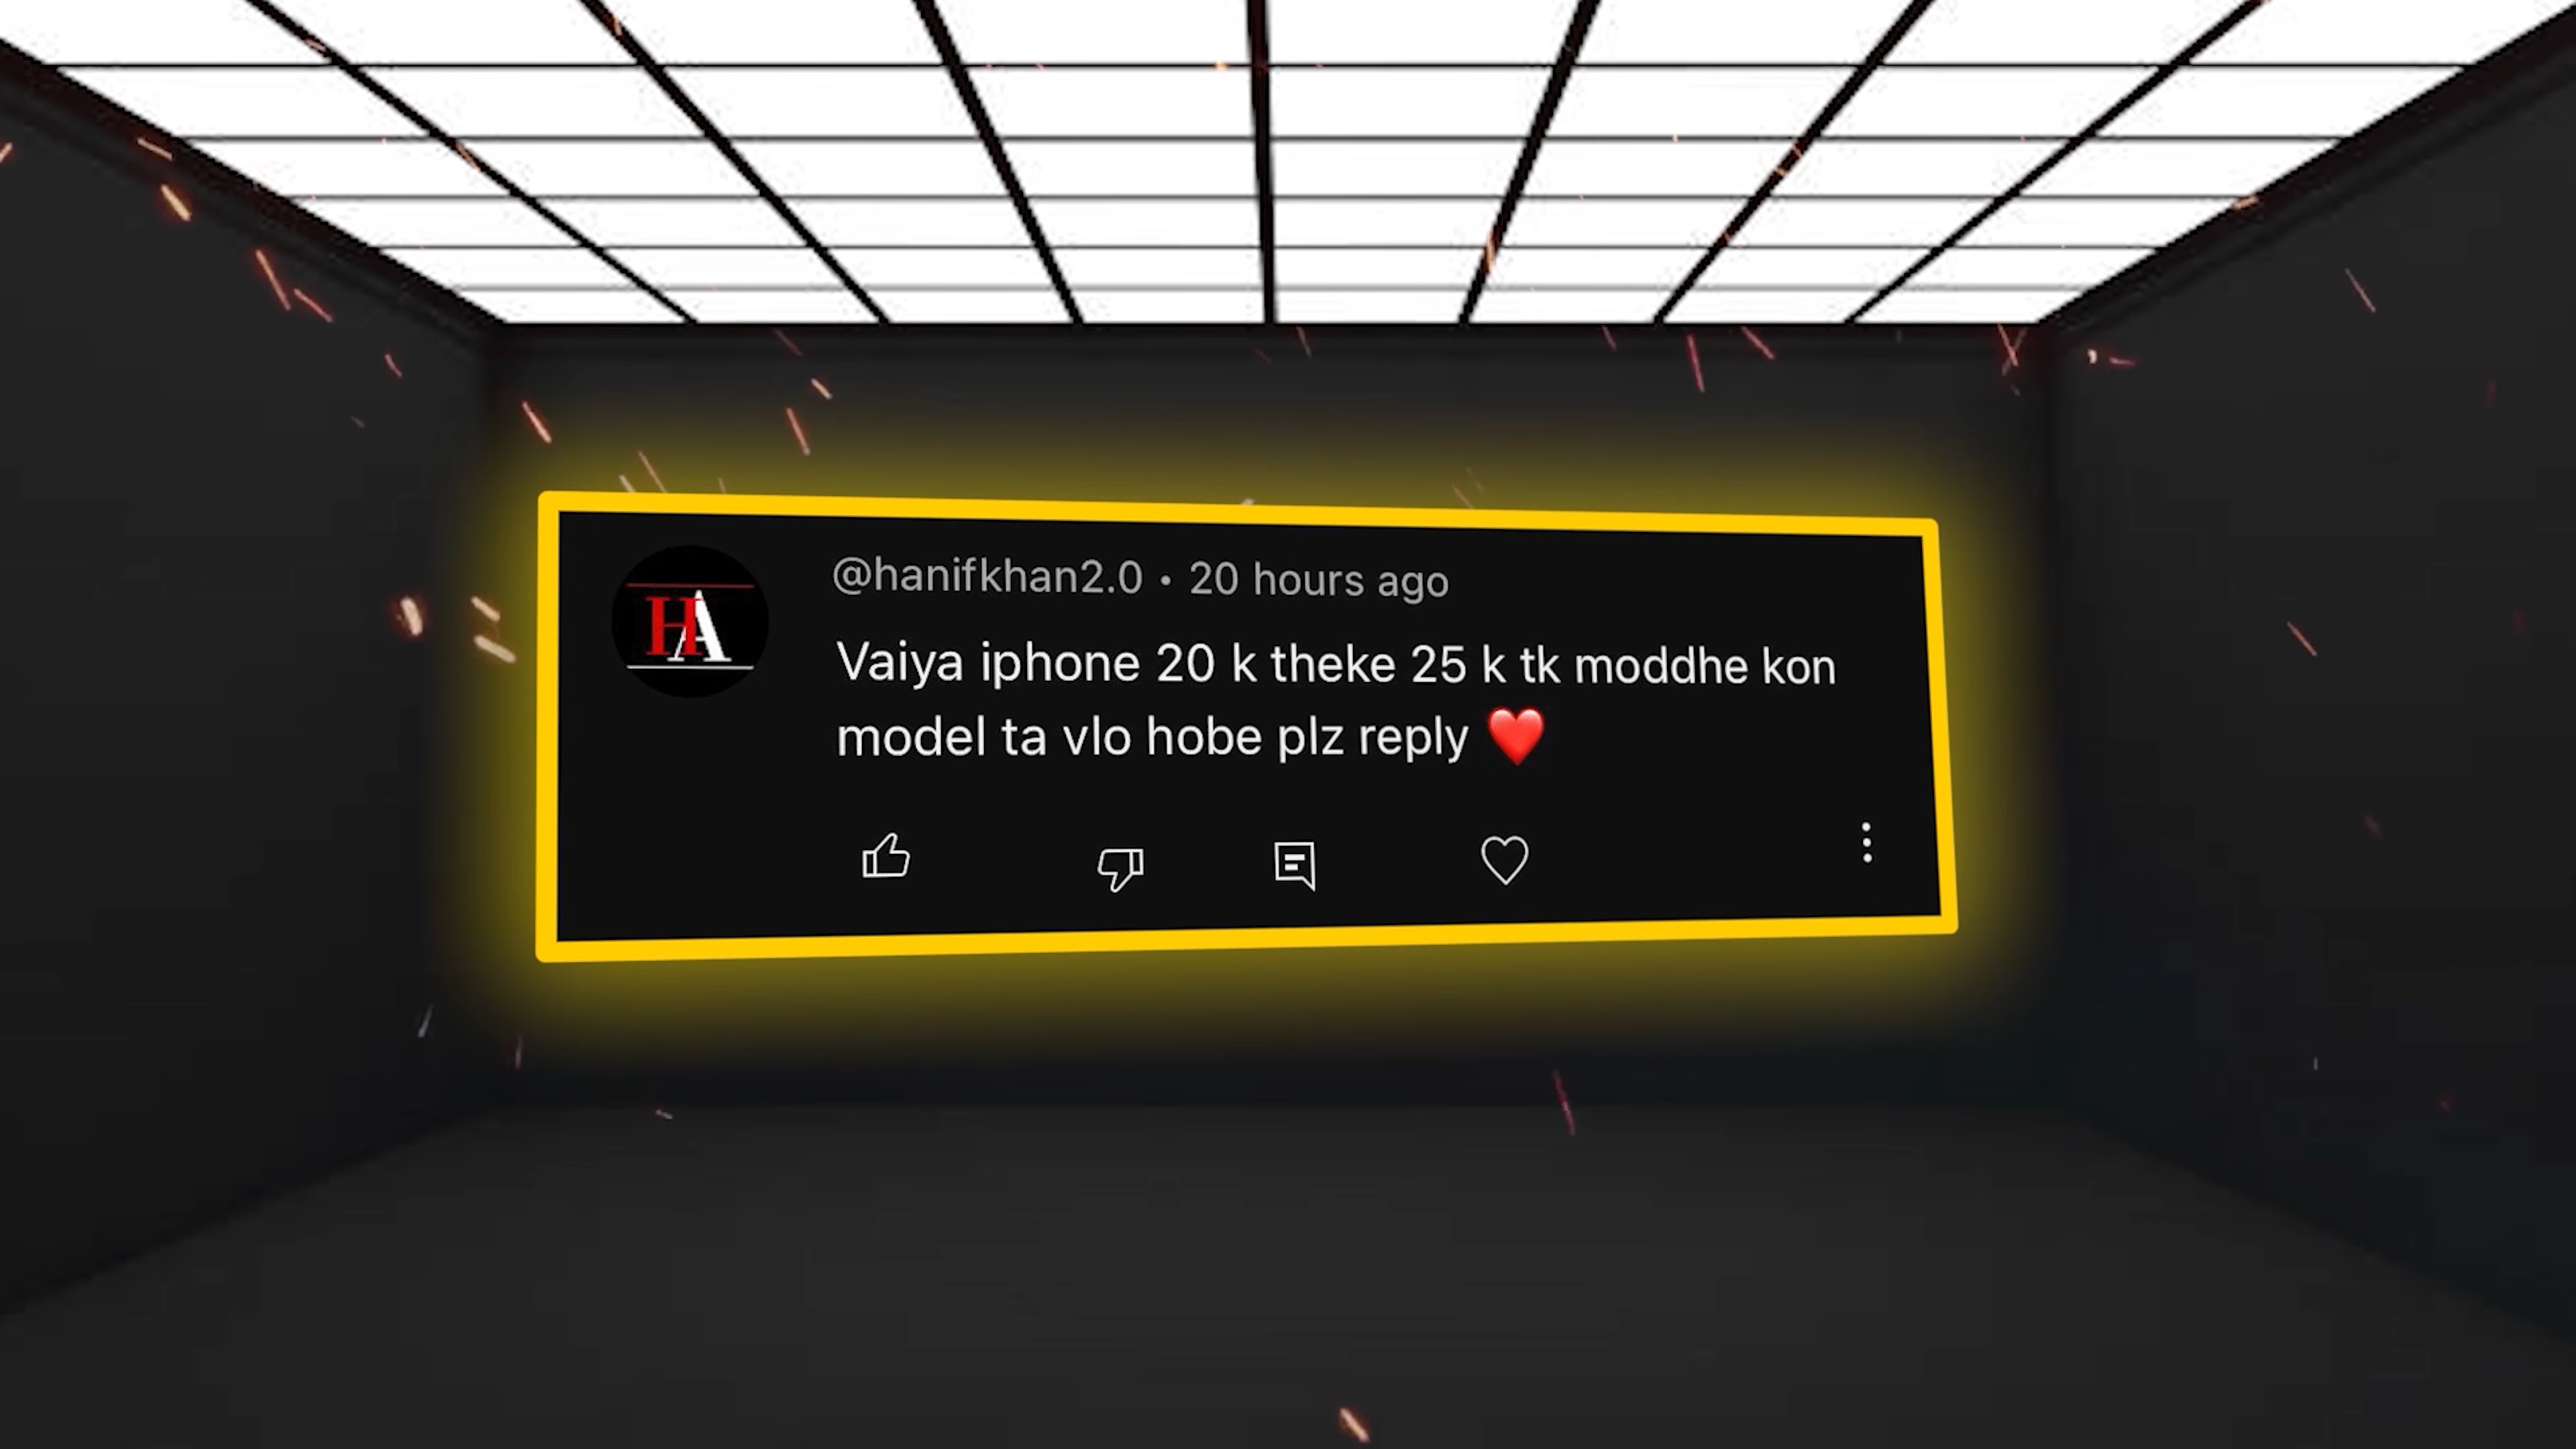 HA
@hanifkhan2.0 • 20 hours ago
Vaiya iphone 20 k theke 25 k tk moddhe kon
model ta vlo hobe plz reply ❤️